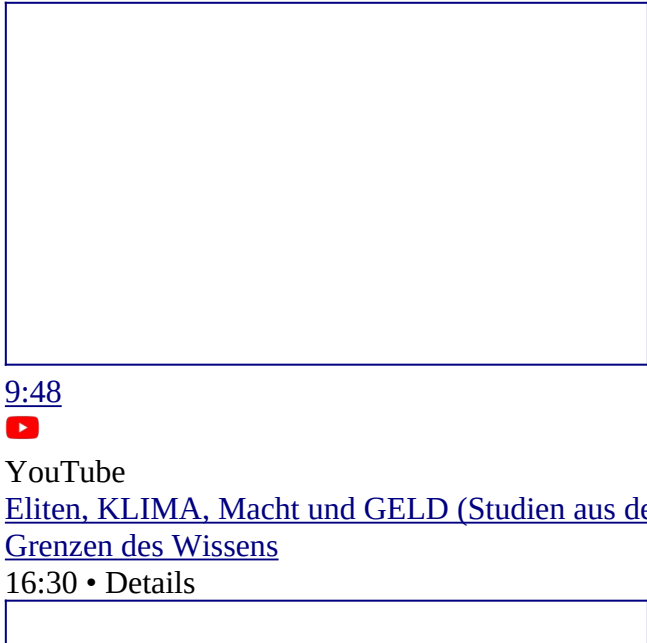 9:48
YouTube
Eliten, KLIMA, Macht und GELD (Studien aus de
Grenzen des Wissens
16:30 • Details